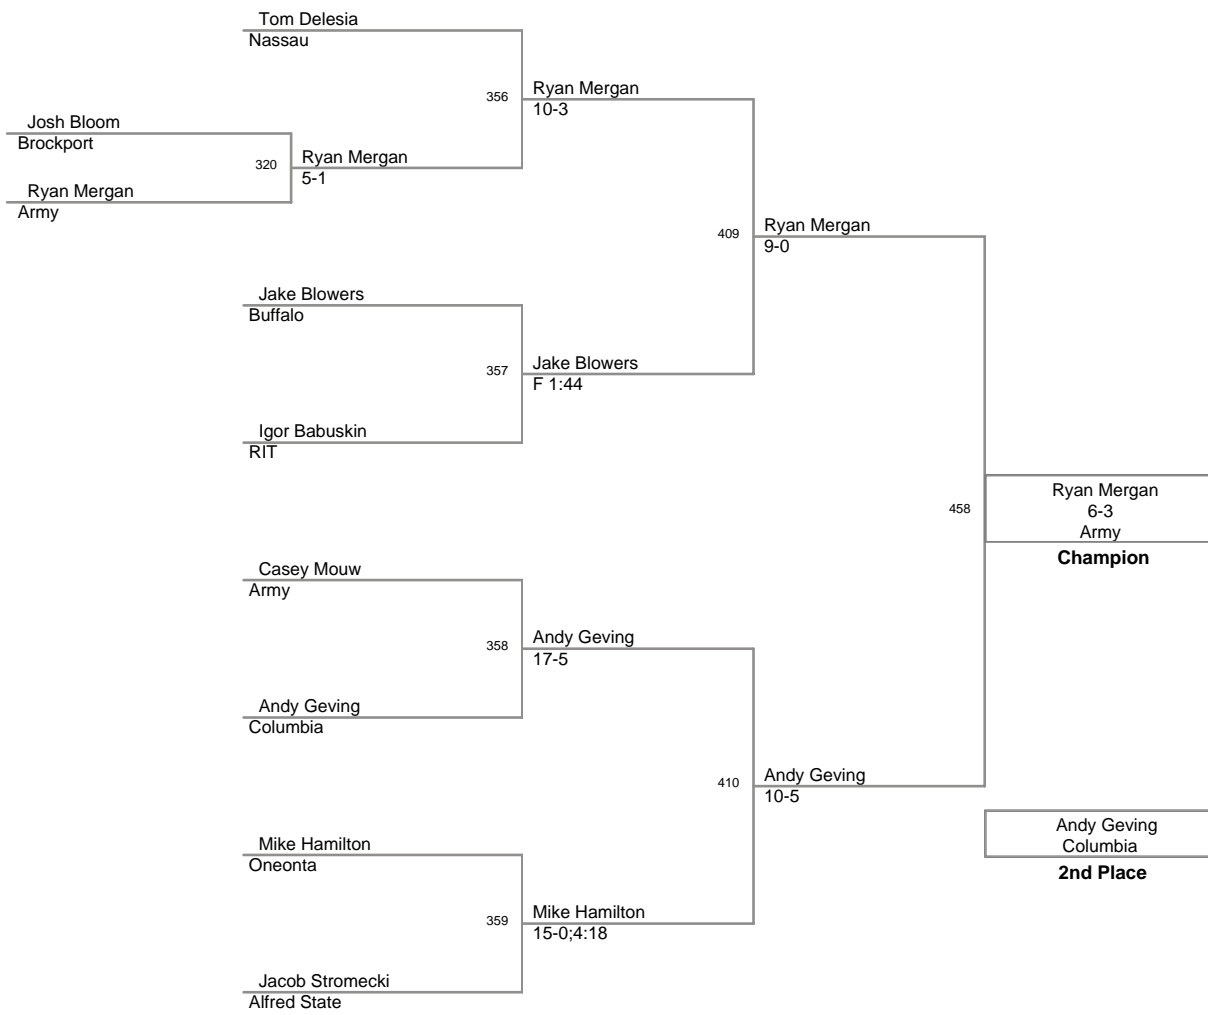 Tom Delesia
Nassau
356
Ryan Mergan
10-3
Josh Bloom
Brockport
320
Ryan Mergan
5-1
Ryan Mergan
Army
409
Ryan Mergan
9-0
Jake Blowers
Buffalo
357
Jake Blowers
F 1:44
Igor Babuskin
RIT
458
Ryan Mergan
6-3
Army
Champion
Casey Mouw
Army
358
Andy Geving
17-5
Andy Geving
Columbia
410
Andy Geving
10-5
Andy Geving
Columbia
2nd Place
Mike Hamilton
Oneonta
359
Mike Hamilton
15-0;4:18
Jacob Stromecki
Alfred State